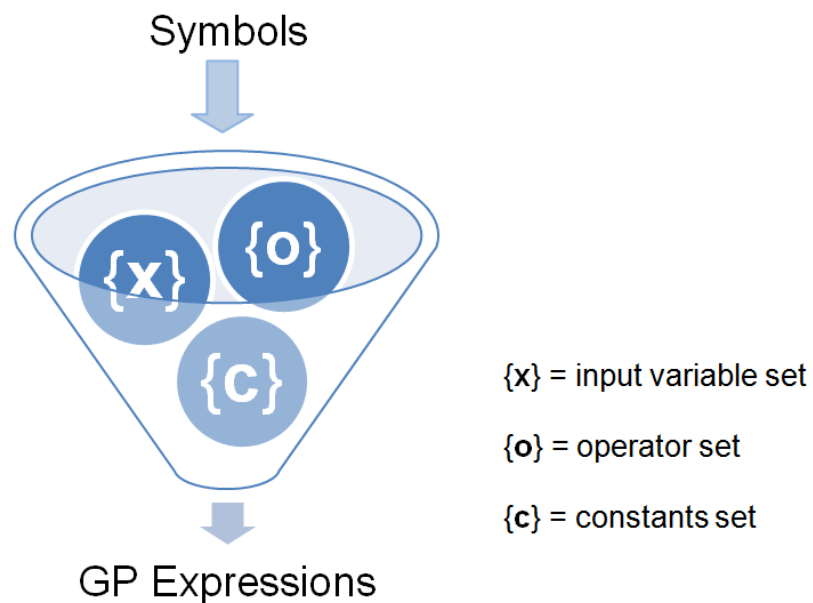 Symbols
{x}
{o}
{c}
{x} = input variable set
{o} = operator set
{c} = constants set
GP Expressions